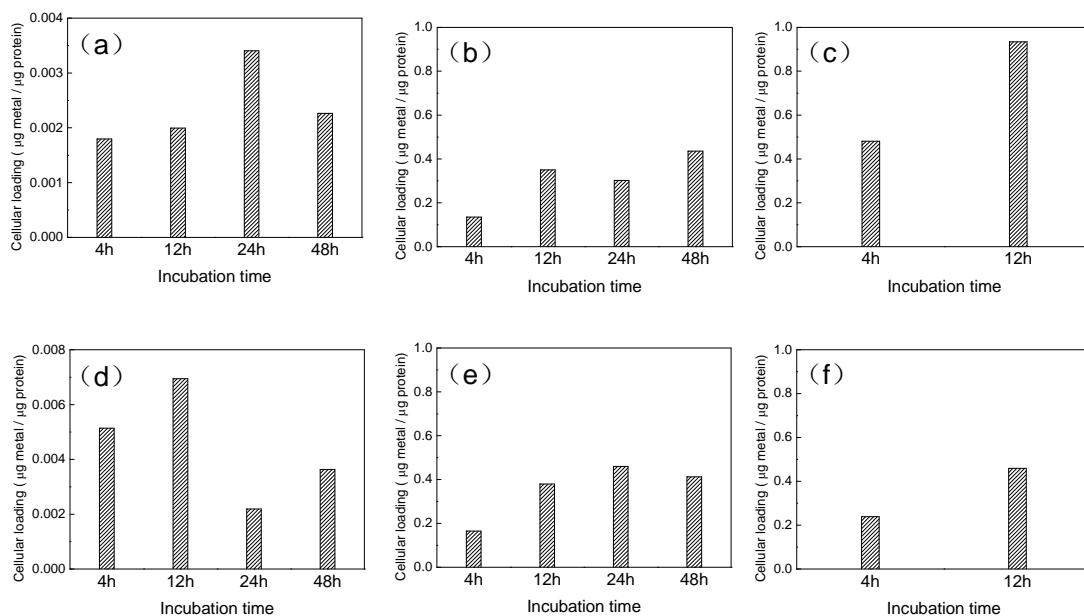 （a）
Cellular loading ( μg metal / μg protein)
0.004
0.003
0.002
0.001
0.000
4h 12h 24h 48h
Incubation time
（b）
Cellular loading ( μg metal / μg protein)
1.0
0.8
0.6
0.4
0.2
0.0
4h 12h 24h 48h
Incubation time
（c）
Cellular loading ( μg metal / μg protein)
1.0
0.8
0.6
0.4
0.2
0.0
4h 12h
Incubation time
（d）
Cellular loading ( μg metal / μg protein)
0.008
0.006
0.004
0.002
0.000
4h 12h 24h 48h
Incubation time
（e）
Cellular loading ( μg metal / μg protein)
1.0
0.8
0.6
0.4
0.2
0.0
4h 12h 24h 48h
Incubation time
（f）
Cellular loading ( μg metal / μg protein)
1.0
0.8
0.6
0.4
0.2
0.0
4h 12h
Incubation time